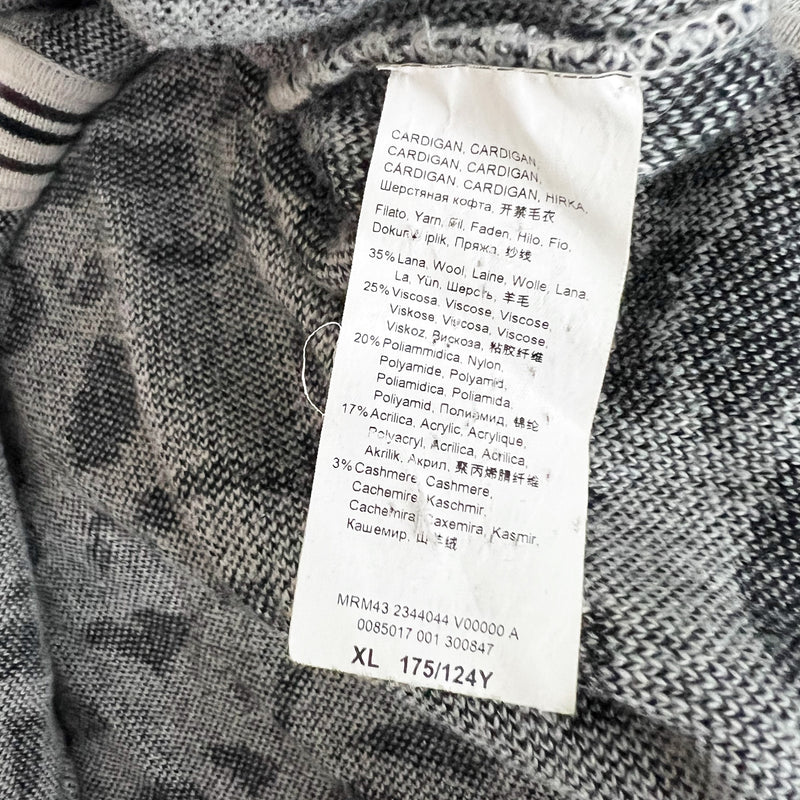 CARDIGAN, CARDIGAN,
CARDIGAN, CARDIGAN,
CARDIGAN, CARDIGAN, HIRKA,
Шерстяная кофта, 开襟毛衣
Filato, Yarn, Fil, Faden, Hilo, Fio,
Dokuma iplik, Пряжа, 纱线
35% Lana, Wool, Laine, Wolle, Lana,
La, Yün, Шерсть, 羊毛
25% Viscosa, Viscose, Viscose,
Viskose, Viscosa, Viscose,
Viskoz, Вискоза, 粘胶纤维
20% Poliammidica, Nylon,
Polyamide, Polyamid,
Poliamidica, Poliamida,
Poliyamid, Полиамид, 锦纶
17% Acrilica, Acrylic, Acrylique,
Polyacryl, Acrilica, Acrilica,
Akrilik, Акрил, 聚丙烯腈纤维
3% Cashmere, Cashmere,
Cachemire, Kaschmir,
Cachemira, Caxemira, Kasmir,
Кашемир, 山羊绒
MRM43 2344044 V00000 A
0085017 001 300847
XL 175/124Y